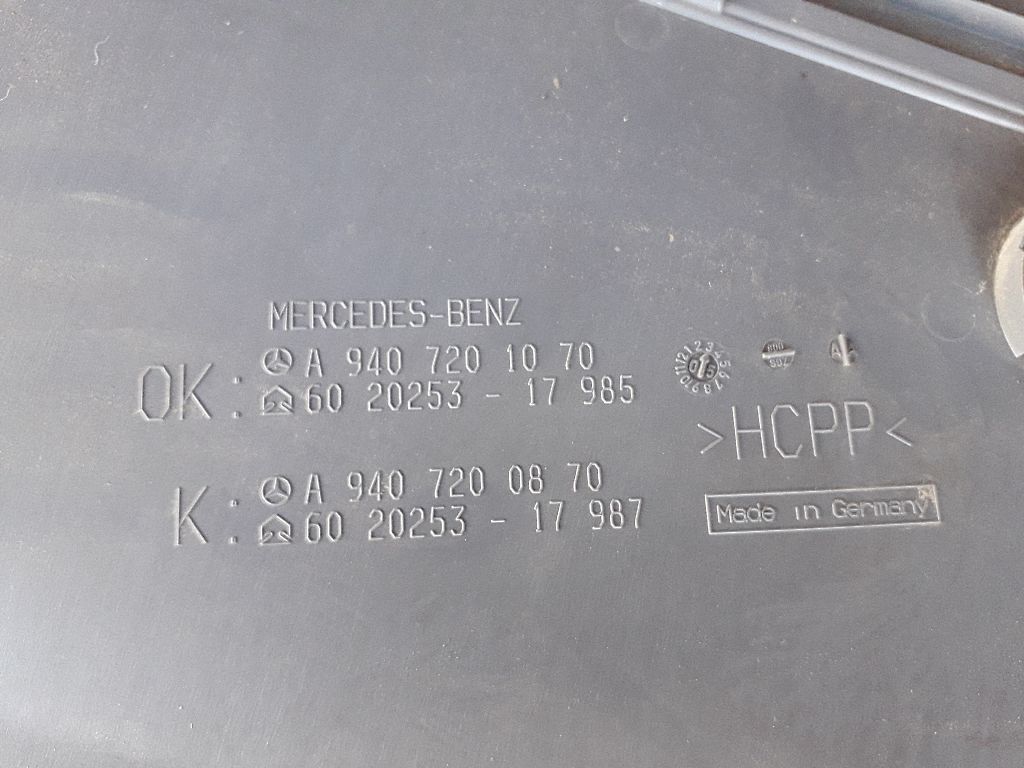 MERCEDES-BENZ
OK: A 940 720 10 70
60 20253 - 17 985
K: A 940 720 08 70
60 20253 - 17 987
>HCPP<
Made in Germany